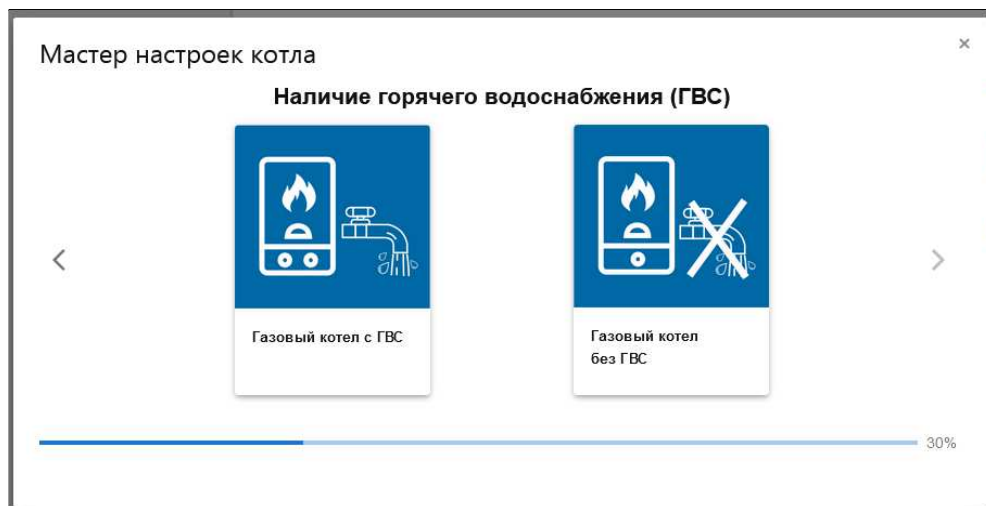 Мастер настроек котла
×
Наличие горячего водоснабжения (ГВС)
Газовый котел с ГВС
Газовый котел
без ГВС
30%